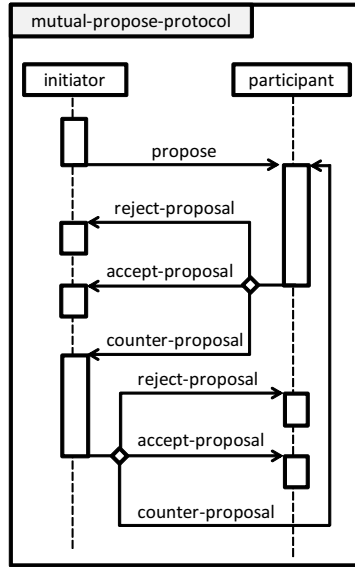 mutual-propose-protocol
initiator
participant
propose
reject-proposal
accept-proposal
counter-proposal
reject-proposal
accept-proposal
counter-proposal